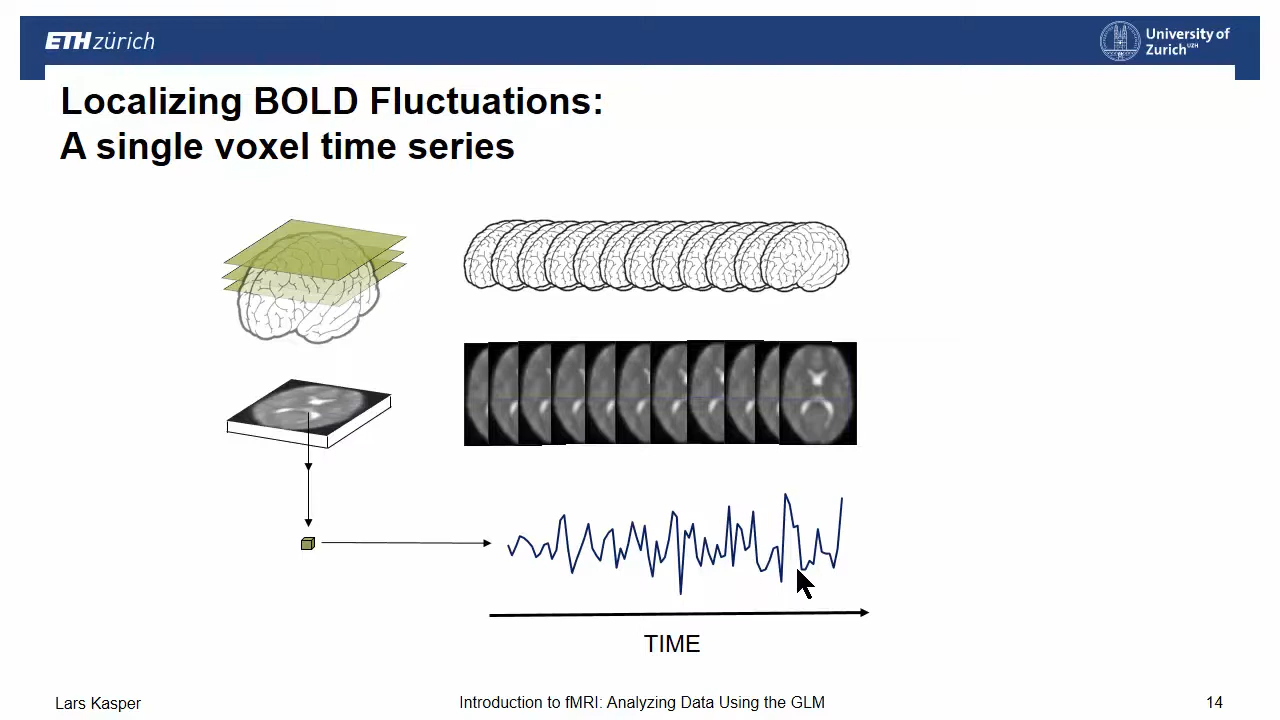 ETH zürich
University of
Zurich UZH
Localizing BOLD Fluctuations:
A single voxel time series
TIME
Lars Kasper
Introduction to fMRI: Analyzing Data Using the GLM
14